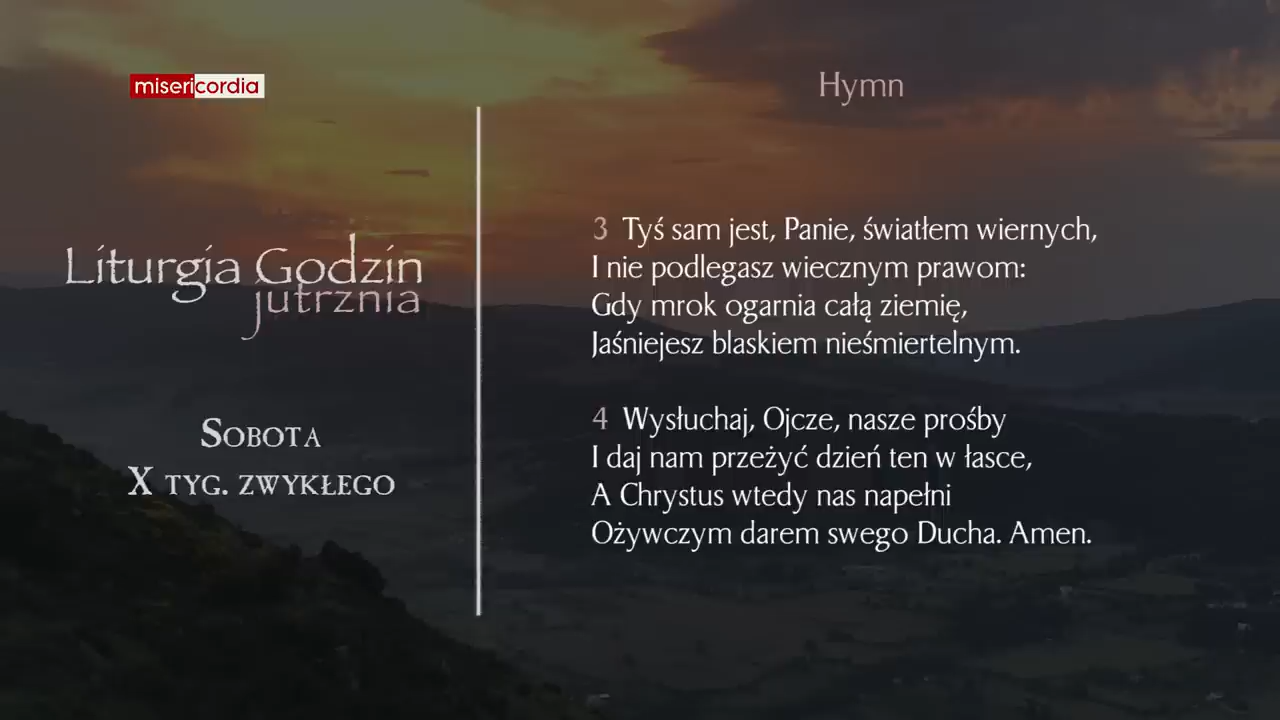 misericordia
Liturgia Godzin
jutrznia
Sobota
X tyg. zwykłego
Hymn
3 Tyś sam jest, Panie, światłem wiernych,
I nie podlegasz wiecznym prawom:
Gdy mrok ogarnia całą ziemię,
Jaśniejesz blaskiem nieśmiertelnym.
4 Wysłuchaj, Ojcze, nasze prośby
I daj nam przeżyć dzień ten w łasce,
A Chrystus wtedy nas napełni
Ożywczym darem swego Ducha. Amen.